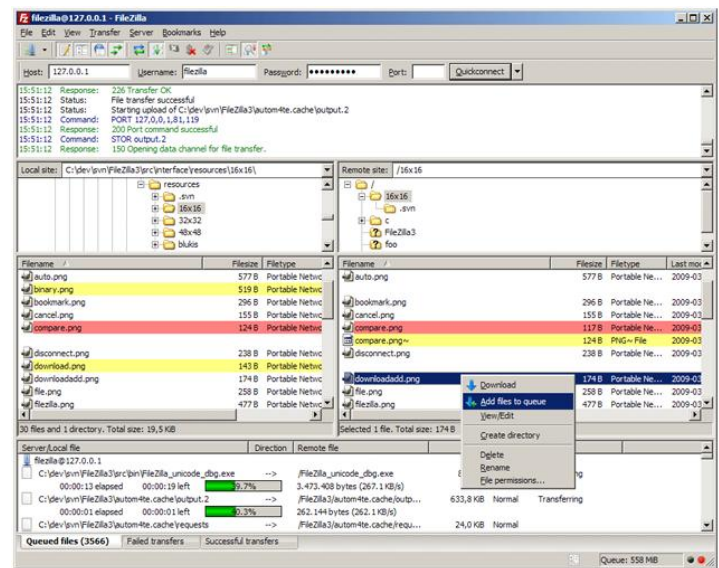 filezilla@127.0.0.1 - FileZilla
File Edit View Transfer Server Bookmarks Help
Host: 127.0.0.1 Username: filezilla Password: ●●●●●●●●● Port: Quickconnect
15:51:12 Response: 226 Transfer OK
15:51:12 Status: File transfer successful
15:51:12 Status: Starting upload of C:\dev\svn\FileZilla3\autom4te.cache\output.2
15:51:12 Command: PORT 127,0,0,1,81,119
15:51:12 Response: 200 Port command successful
15:51:12 Command: STOR output.2
15:51:12 Response: 150 Opening data channel for file transfer.
Local site: C:\dev\svn\FileZilla3\src\interface\resources\16x16\
resources
.svn
16x16
32x32
48x48
blukis
Remote site: /16x16
/
16x16
.svn
c
FileZilla3
foo
Filename Filesize Filetype
auto.png 577 B Portable Netwc
binary.png 519 B Portable Netwc
bookmark.png 296 B Portable Netwc
cancel.png 155 B Portable Netwc
compare.png 124 B Portable Netwc
disconnect.png 238 B Portable Netwc
download.png 143 B Portable Netwc
downloadadd.png 174 B Portable Netwc
file.png 258 B Portable Netwc
filezilla.png 477 B Portable Netwc
30 files and 1 directory. Total size: 19,5 KiB
Filename Filesize Filetype Last mod
auto.png 577 B Portable Ne... 2009-03
bookmark.png 296 B Portable Ne... 2009-03
cancel.png 155 B Portable Ne... 2009-03
compare.png 117 B Portable Ne... 2009-03
compare.png~ 124 B PNG~ File 2009-03
disconnect.png 238 B Portable Ne... 2009-03
downloadadd.png 174 B Portable Ne... 2009-03
file.png 258 B Portable Ne... 2009-03
filezilla.png 477 B Portable Ne... 2009-03
Selected 1 file. Total size: 174 B
Download
Add files to queue
View/Edit
Create directory
Delete
Rename
File permissions...
Server/Local file Direction Remote file
filezilla@127.0.0.1
C:\dev\svn\FileZilla3\src\bin\FileZilla_unicode_dbg.exe --> /FileZilla_unicode_dbg.exe
00:00:13 elapsed 00:00:19 left 39.7% 3.473.408 bytes (267.1 KB/s)
C:\dev\svn\FileZilla3\autom4te.cache\output.2 --> /FileZilla3/autom4te.cache/outp... 633,8 KiB Normal Transferring
00:00:01 elapsed 00:00:01 left 262.144 bytes (262.1 KB/s)
C:\dev\svn\FileZilla3\autom4te.cache\requests --> /FileZilla3/autom4te.cache/requ... 24,0 KiB Normal
Queued files (3566) Failed transfers Successful transfers
Queue: 558 MiB